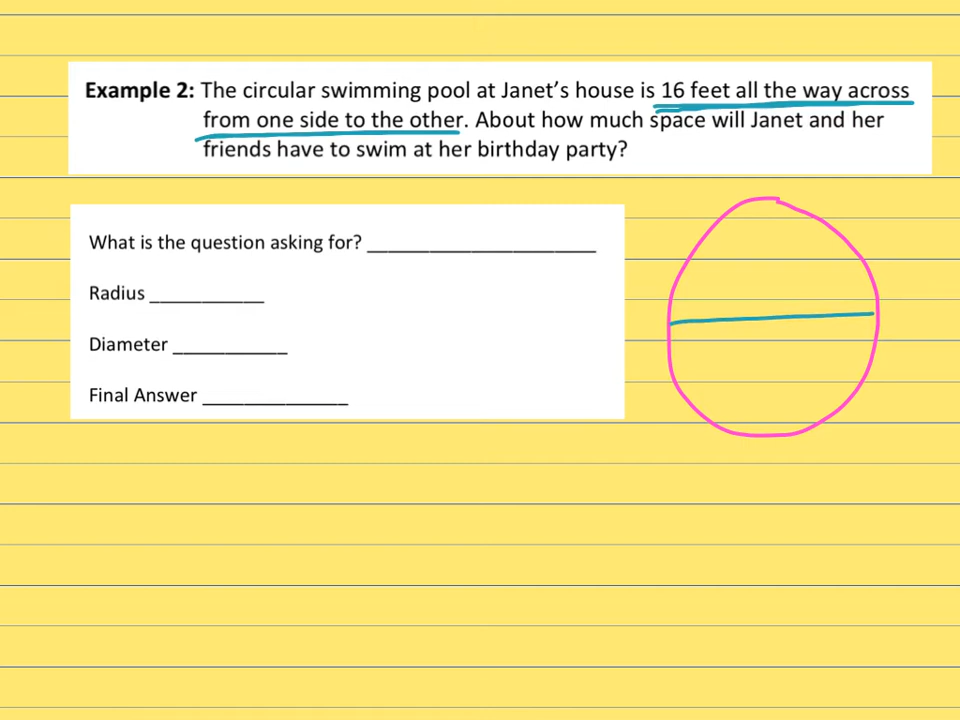 Example 2: The circular swimming pool at Janet’s house is 16 feet all the way across
from one side to the other. About how much space will Janet and her
friends have to swim at her birthday party?
What is the question asking for? ______________________
Radius ___________
Diameter ___________
Final Answer ______________